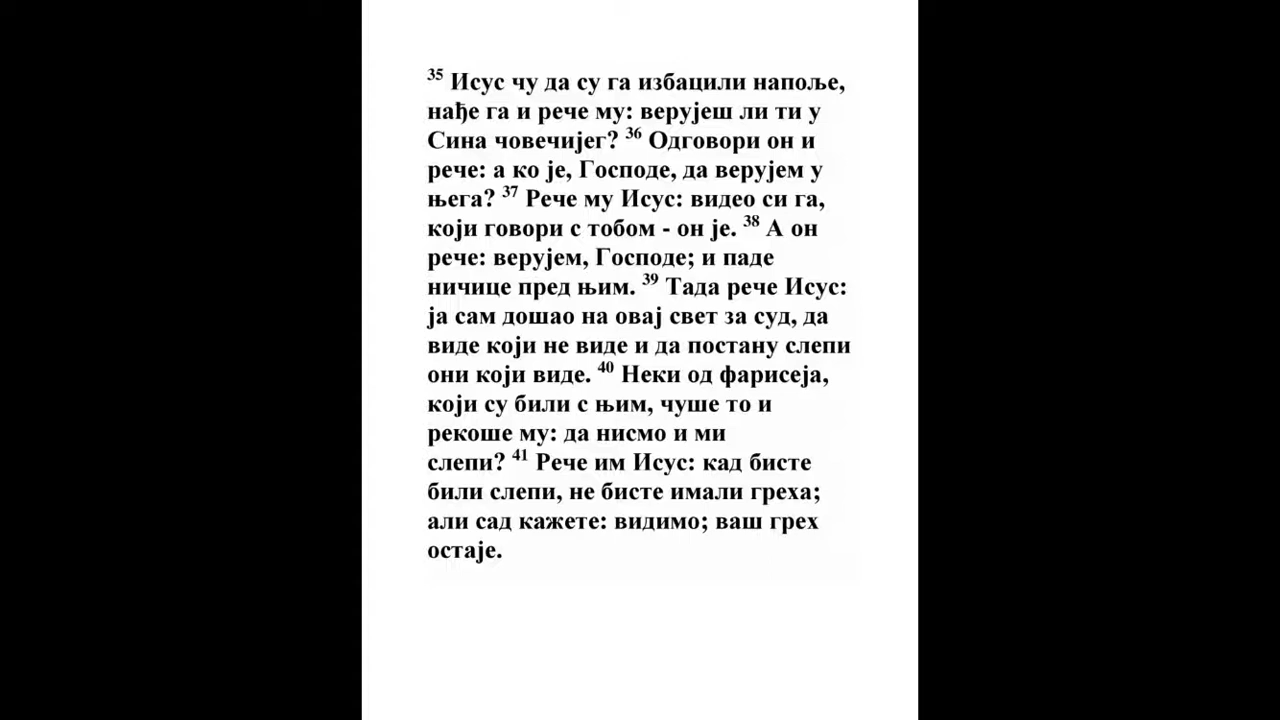 35 Исус чу да су га избацили напоље,
нађе га и рече му: верујеш ли ти у
Сина човечијег? 36 Одговори он и
рече: а ко је, Господе, да верујем у
њега? 37 Рече му Исус: видео си га,
који говори с тобом - он је. 38 А он
рече: верујем, Господе; и паде
ничице пред њим. 39 Тада рече Исус:
ја сам дошао на овај свет за суд, да
виде који не виде и да постану слепи
они који виде. 40 Неки од фарисеја,
који су били с њим, чуше то и
рекоше му: да нисмо и ми
слепи? 41 Рече им Исус: кад бисте
били слепи, не бисте имали греха;
али сад кажете: видимо; ваш грех
остаје.